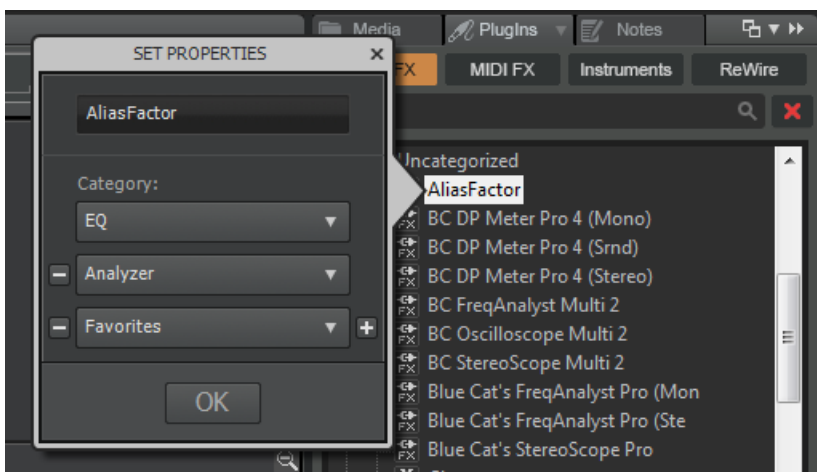 Media
PlugIns
Notes
SET PROPERTIES
FX
MIDI FX
Instruments
ReWire
AliasFactor
Category:
EQ
Analyzer
Favorites
OK
Uncategorized
AliasFactor
BC DP Meter Pro 4 (Mono)
BC DP Meter Pro 4 (Srnd)
BC DP Meter Pro 4 (Stereo)
BC FreqAnalyst Multi 2
BC Oscilloscope Multi 2
BC StereoScope Multi 2
Blue Cat's FreqAnalyst Pro (Mon
Blue Cat's FreqAnalyst Pro (Ste
Blue Cat's StereoScope Pro